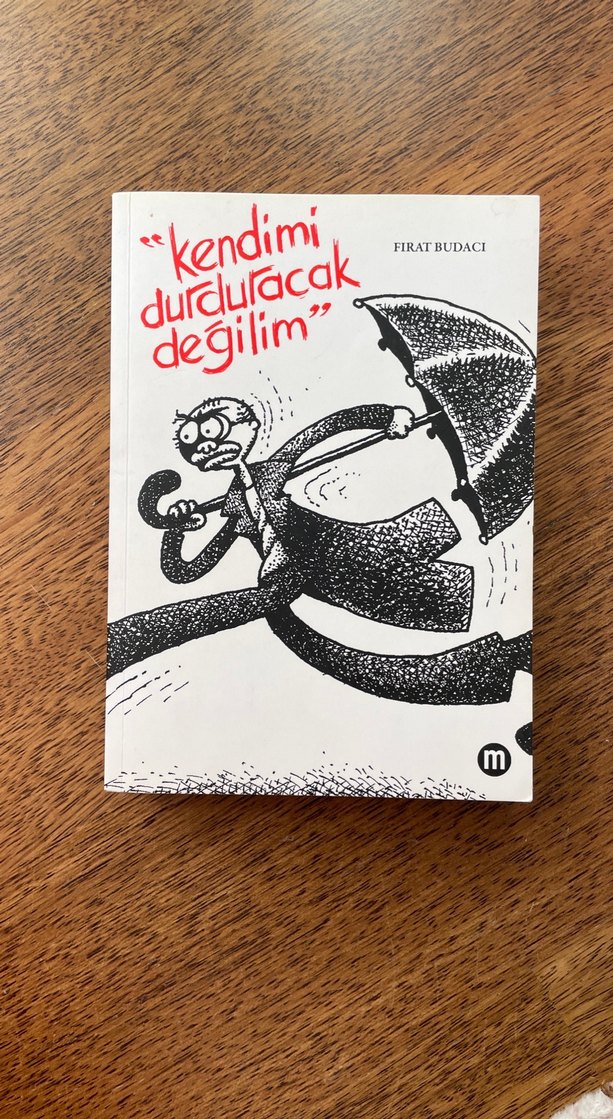 “kendimi
durduracak
değilim”
FIRAT BUDACI
m